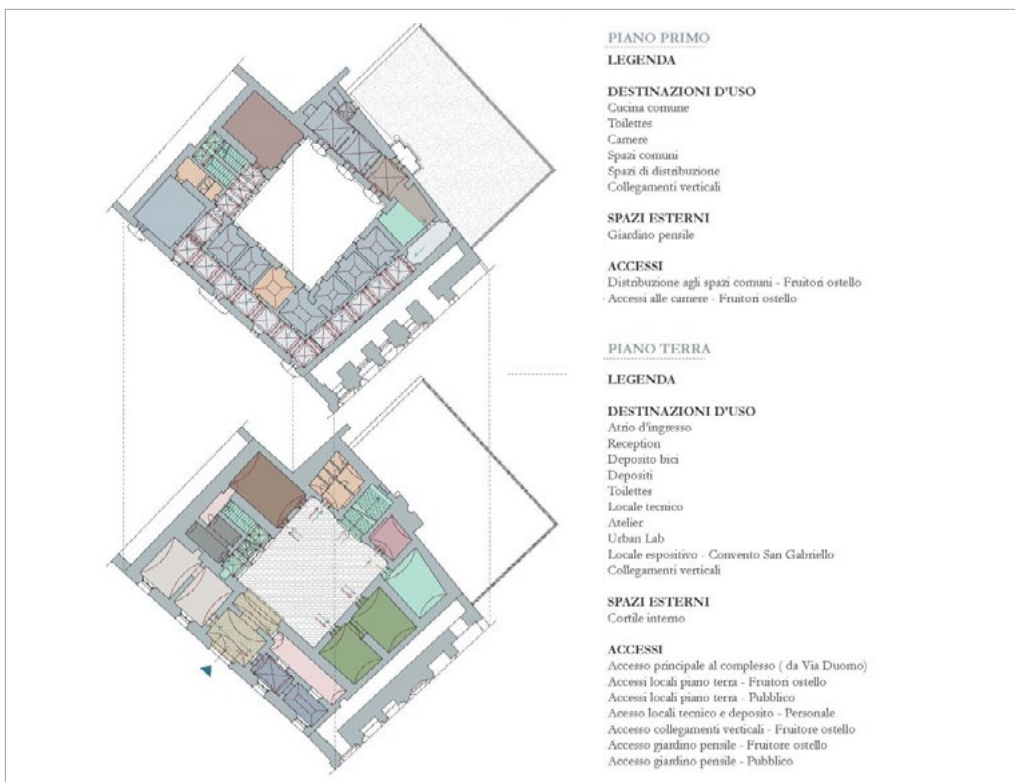 PIANO PRIMO
LEGENDA
DESTINAZIONI D'USO
Cucina comune
Toilettes
Camere
Spazi comuni
Spazi di distribuzione
Collegamenti verticali
SPAZI ESTERNI
Giardino pensile
ACCESSI
Distribuzione agli spazi comuni - Fruitori ostello
Accessi alle camere - Fruitori ostello
PIANO TERRA
LEGENDA
DESTINAZIONI D'USO
Atrio d'ingresso
Reception
Deposito bici
Depositi
Toilettes
Locale tecnico
Atelier
Urban Lab
Locale espositivo - Convento San Gabriello
Collegamenti verticali
SPAZI ESTERNI
Cortile interno
ACCESSI
Accesso principale al complesso ( da Via Duomo)
Accessi locali piano terra - Fruitori ostello
Accessi locali piano terra - Pubblico
Acesso locali tecnico e deposito - Personale
Accesso collegamenti verticali - Fruitore ostello
Accesso giardino pensile - Fruitore ostello
Accesso giardino pensile - Pubblico